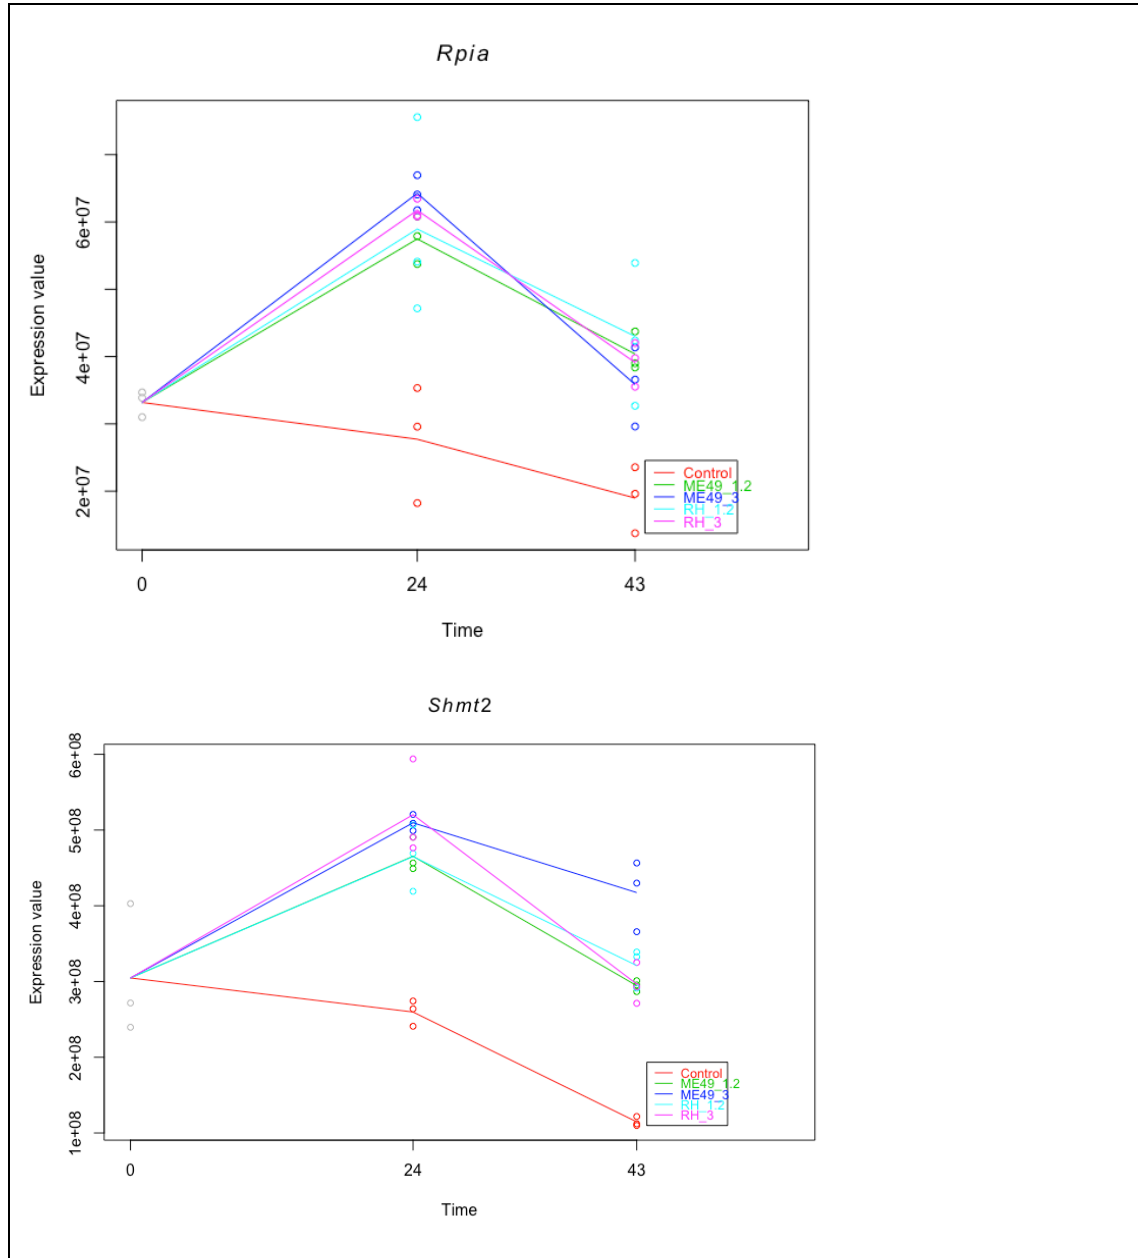 Rpia
Expression value
6e+07
4e+07
2e+07
Control
ME49_1.2
ME49_3
RH_1.2
RH_3
0 24 43
Time
Shmt2
Expression value
6e+08
5e+08
4e+08
3e+08
2e+08
1e+08
Control
ME49_1.2
ME49_3
RH_1.2
RH_3
0 24 43
Time